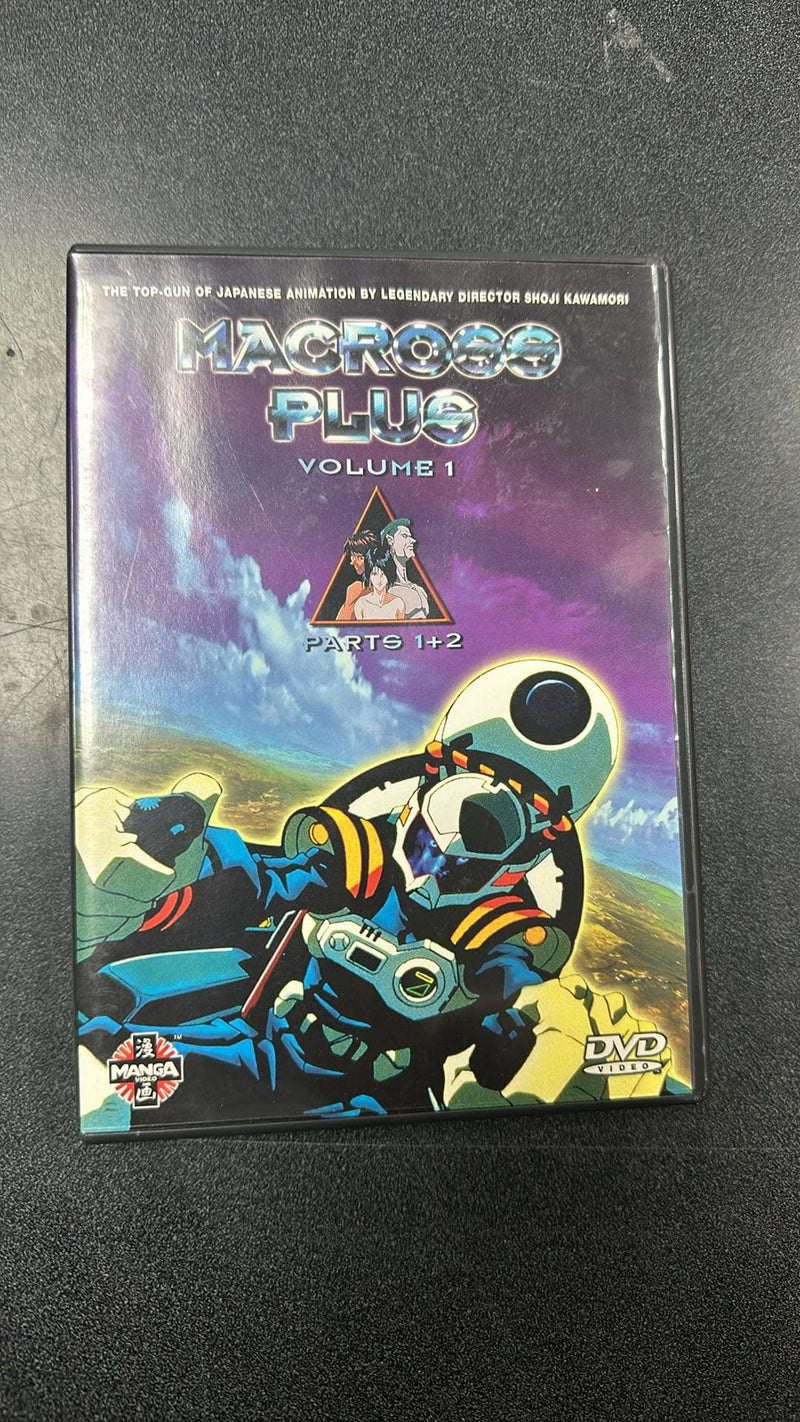 THE TOP-GUN OF JAPANESE ANIMATION BY LEGENDARY DIRECTOR SHOJI KAWAMORI
MACROSS
PLUS
VOLUME 1
PARTS 1+2
漫
MANGA
VIDEO
画
TM
DVD
VIDEO